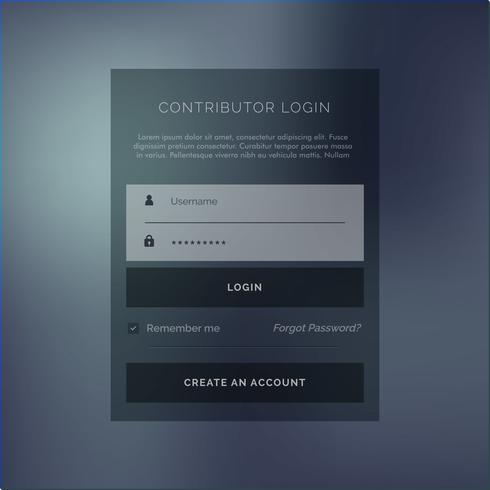 CONTRIBUTOR LOGIN
Lorem ipsum dolor sit amet, consectetur adipiscing elit. Fusce
dignissim pretium consectetur. Curabitur tempor posuere massa
in varius. Pellentesque viverra nibh eu vehicula mattis. Nullam
Username
*********
LOGIN
Remember me Forgot Password?
CREATE AN ACCOUNT